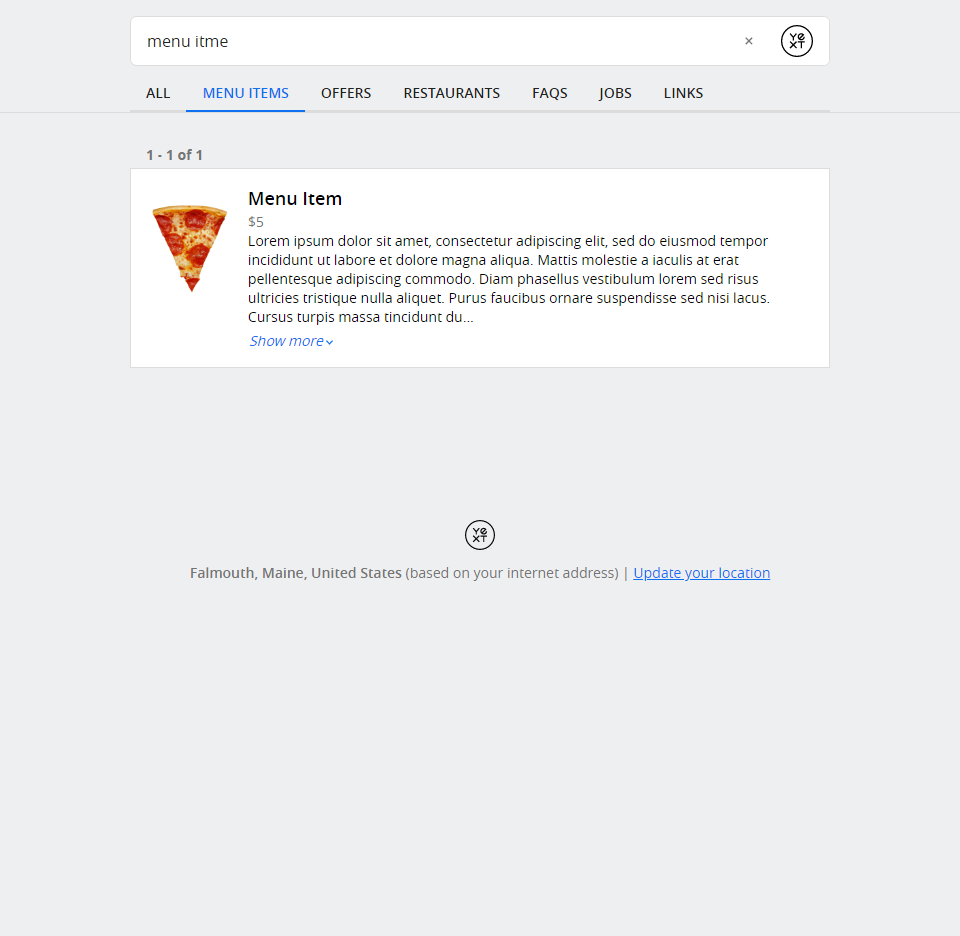 menu itme
×
YEXT
ALL MENU ITEMS OFFERS RESTAURANTS FAQS JOBS LINKS
1 - 1 of 1
Menu Item
$5
Lorem ipsum dolor sit amet, consectetur adipiscing elit, sed do eiusmod tempor
incididunt ut labore et dolore magna aliqua. Mattis molestie a iaculis at erat
pellentesque adipiscing commodo. Diam phasellus vestibulum lorem sed risus
ultricies tristique nulla aliquet. Purus faucibus ornare suspendisse sed nisi lacus.
Cursus turpis massa tincidunt du...
Show more
YEXT
Falmouth, Maine, United States (based on your internet address) | Update your location